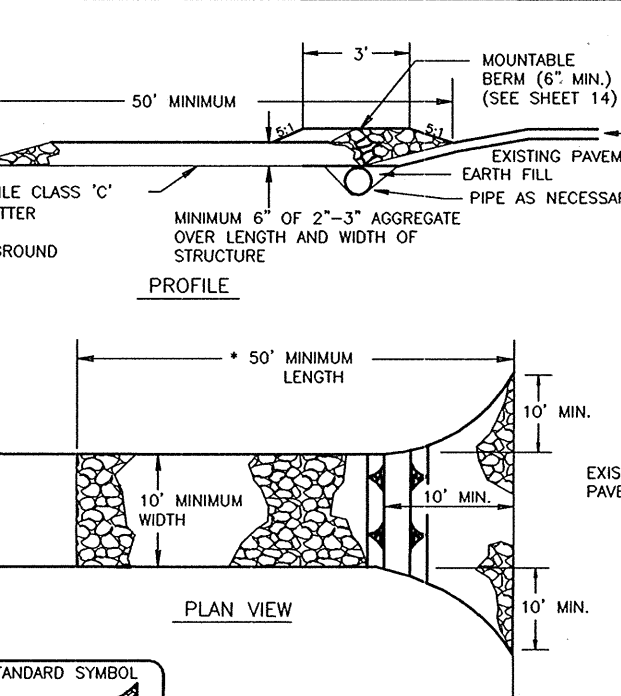 3'
MOUNTABLE
BERM (6" MIN.)
(SEE SHEET 14)
50' MINIMUM
5:1
5:1
EXISTING PAVEM
EARTH FILL
PIPE AS NECESSAR
ILE CLASS 'C'
TTER
GROUND
MINIMUM 6" OF 2"-3" AGGREGATE
OVER LENGTH AND WIDTH OF
STRUCTURE
PROFILE
* 50' MINIMUM
LENGTH
10' MIN.
EXIS
PAVE
10' MINIMUM
WIDTH
10' MIN.
10' MIN.
PLAN VIEW
TANDARD SYMBOL